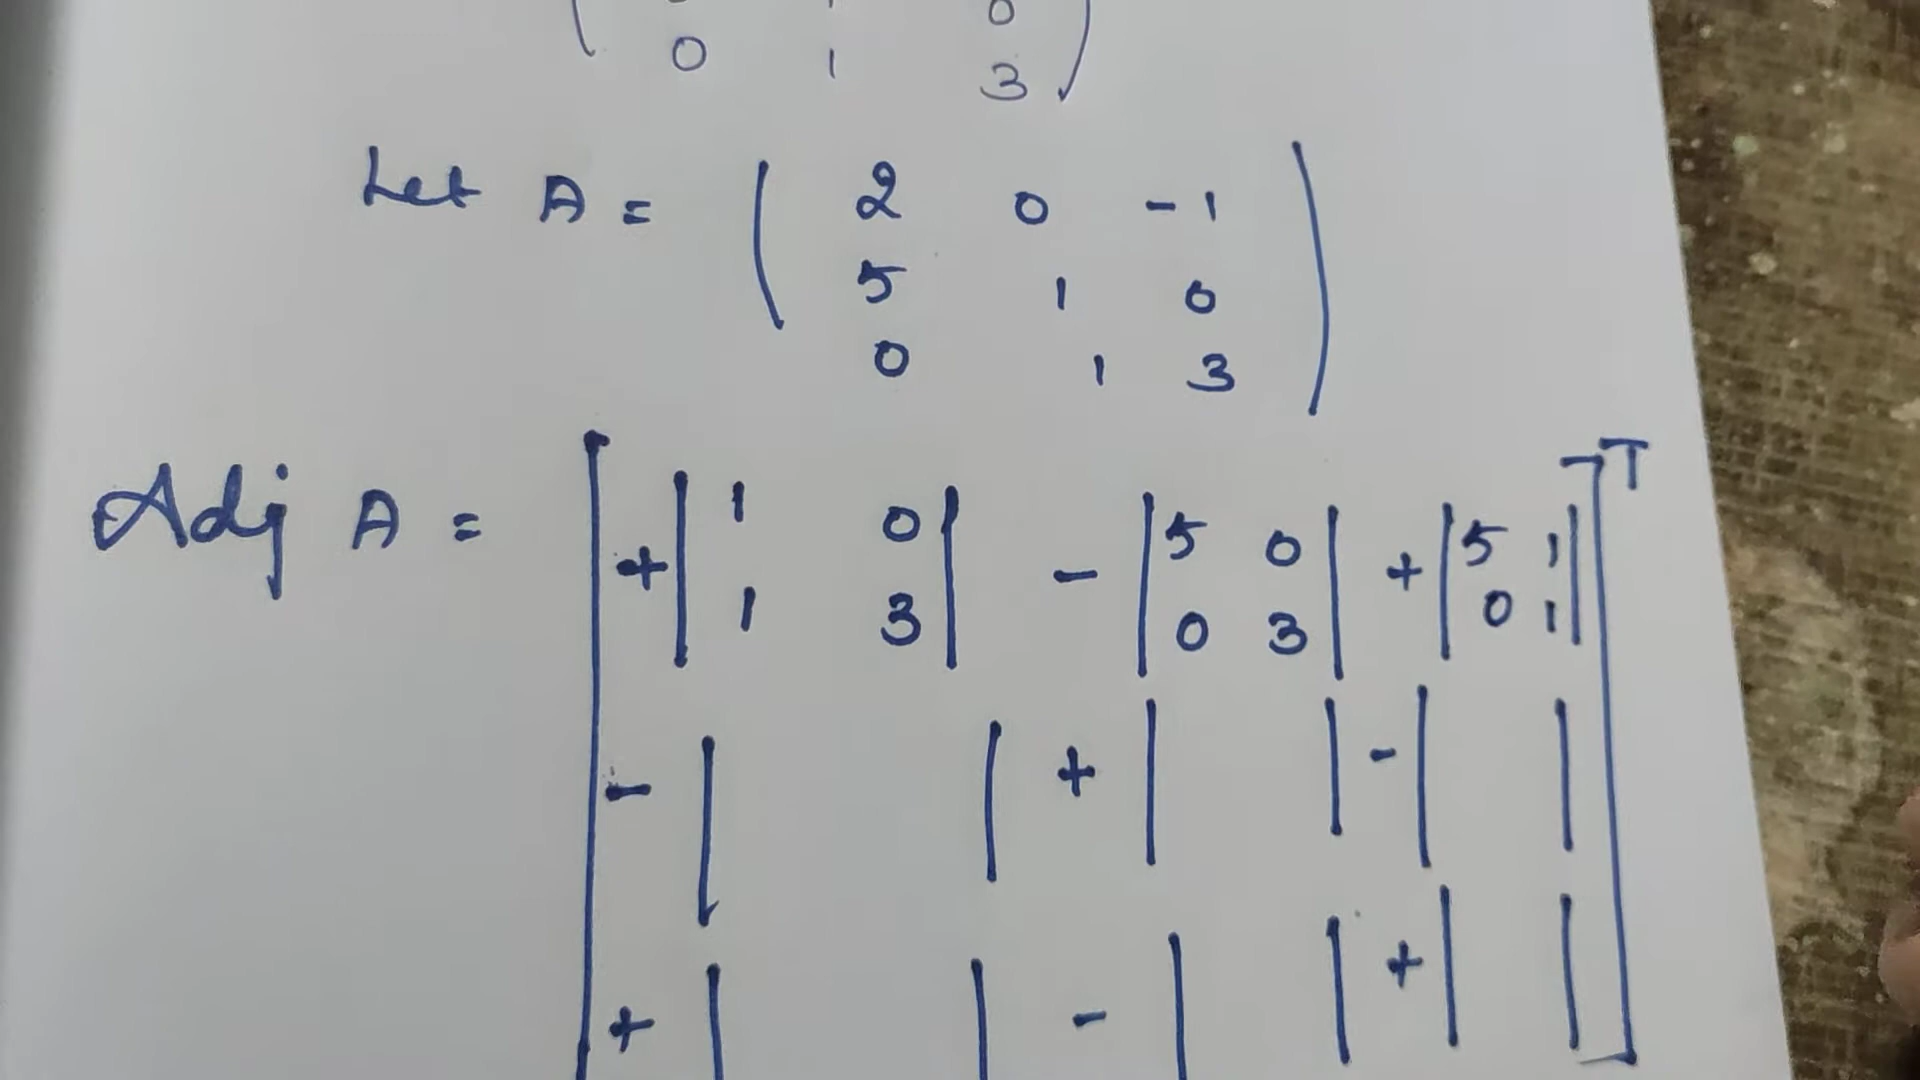 0
0 1 3
Let A = ( 2 0 -1
5 1 0
0 1 3 )
Adj A = [ + | 1 0 | - | 5 0 | + | 5 1 | ] T
| 1 3 | | 0 3 | | 0 1 |
- | | + | | - | |
+ | | - | | + | |